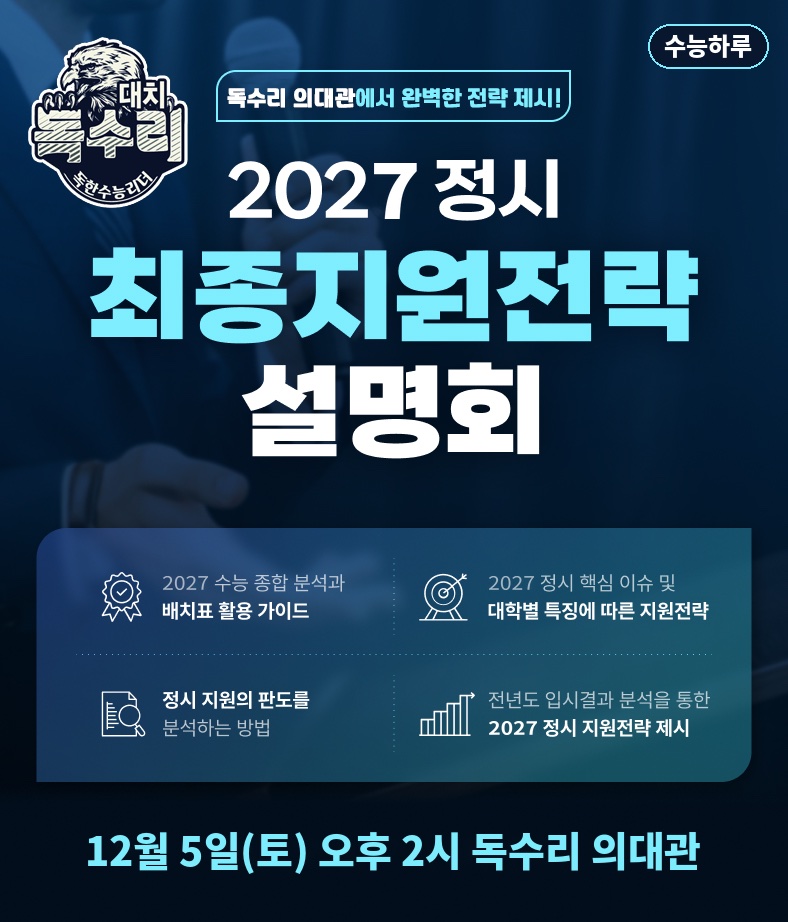 수능하루
대치
독수리
독한수능리더
독수리 의대관에서 완벽한 전략 제시!
2027 정시
최종지원전략
설명회
2027 수능 종합 분석과
배치표 활용 가이드
2027 정시 핵심 이슈 및
대학별 특징에 따른 지원전략
정시 지원의 판도를
분석하는 방법
전년도 입시결과 분석을 통한
2027 정시 지원전략 제시
12월 5일(토) 오후 2시 독수리 의대관